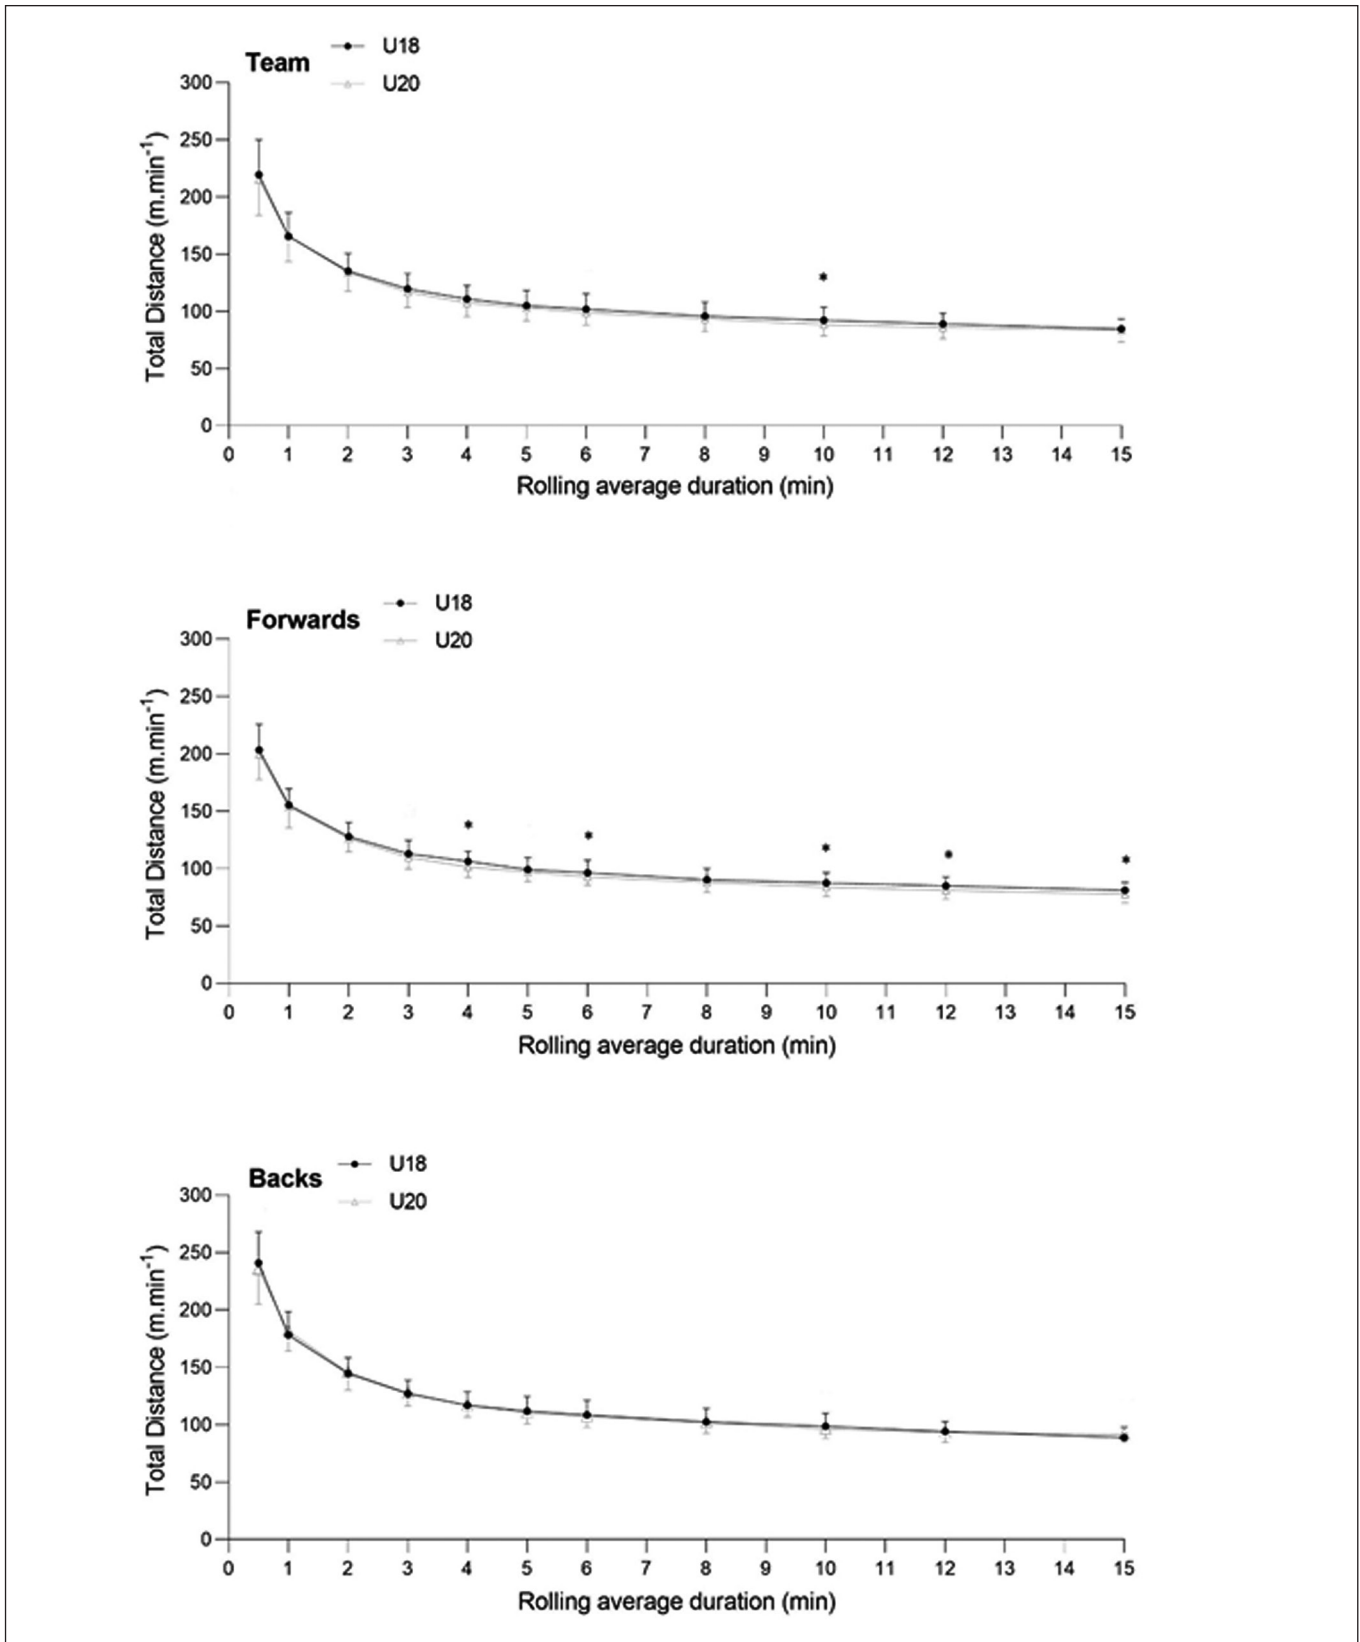 Team
U18
U20
300
250
200
150
100
50
0
Total Distance (m.min⁻¹)
*
0 1 2 3 4 5 6 7 8 9 10 11 12 13 14 15
Rolling average duration (min)
Forwards
U18
U20
300
250
200
150
100
50
0
Total Distance (m.min⁻¹)
* * * * *
0 1 2 3 4 5 6 7 8 9 10 11 12 13 14 15
Rolling average duration (min)
Backs
U18
U20
300
250
200
150
100
50
0
Total Distance (m.min⁻¹)
0 1 2 3 4 5 6 7 8 9 10 11 12 13 14 15
Rolling average duration (min)